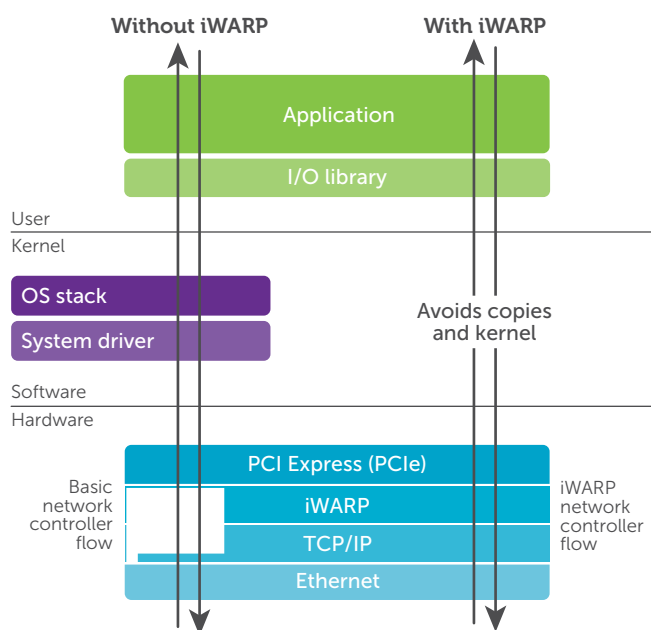 Without iWARP
With iWARP
Application
I/O library
User
Kernel
OS stack
System driver
Avoids copies
and kernel
Software
Hardware
PCI Express (PCIe)
Basic
network
controller
flow
iWARP
TCP/IP
Ethernet
iWARP
network
controller
flow